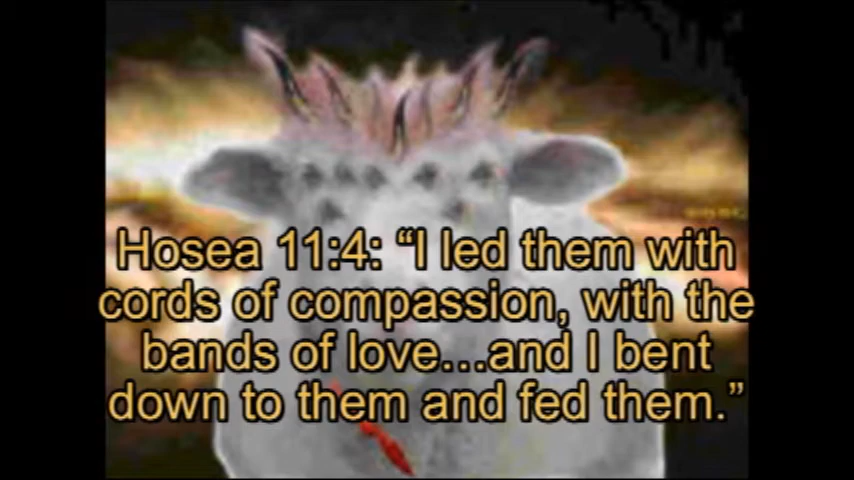 Hosea 11:4: “I led them with
cords of compassion, with the
bands of love...and I bent
down to them and fed them.”